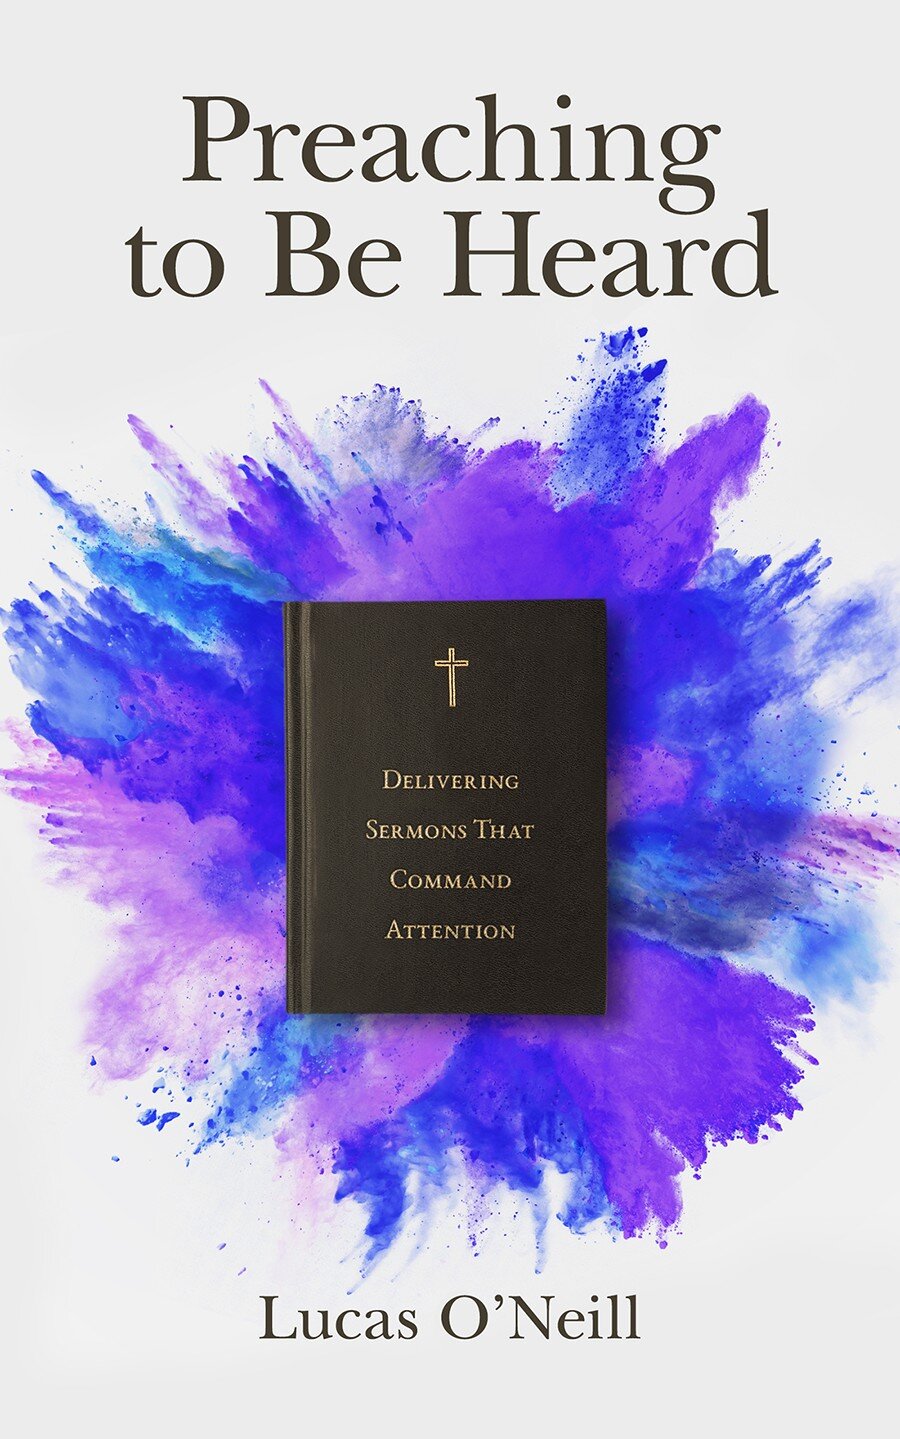 Preaching
to Be Heard
Delivering
Sermons That
Command
Attention
Lucas O’Neill